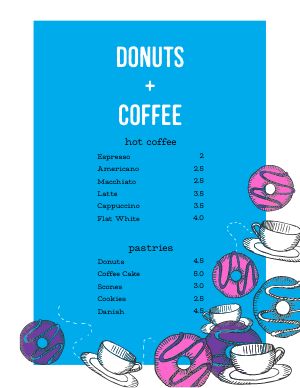 DONUTS
+
COFFEE
hot coffee
Espresso 2
Americano 2.5
Macchiato 2.5
Latte 3.5
Cappuccino 3.5
Flat White 4.0
pastries
Donuts 4.5
Coffee Cake 5.0
Scones 3.0
Cookies 2.5
Danish 4.5